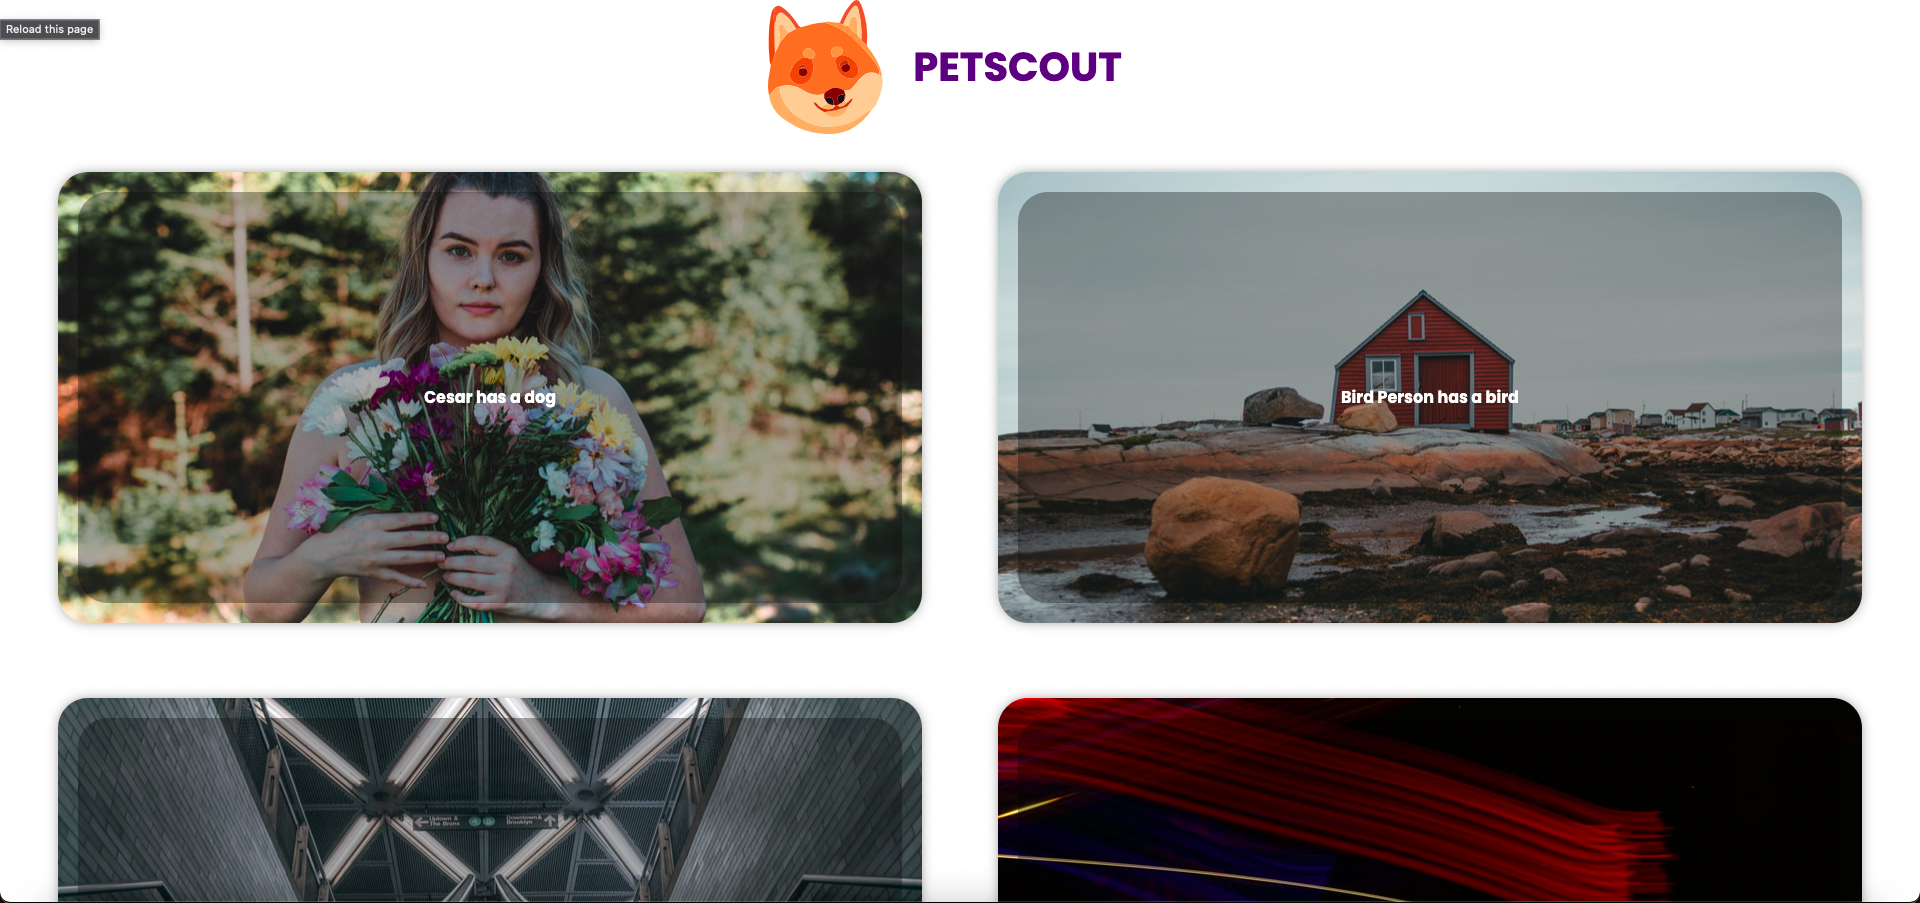 Reload this page
PETSCOUT
Cesar has a dog
Bird Person has a bird
Uptown &
The Bronx
Downtown &
Brooklyn